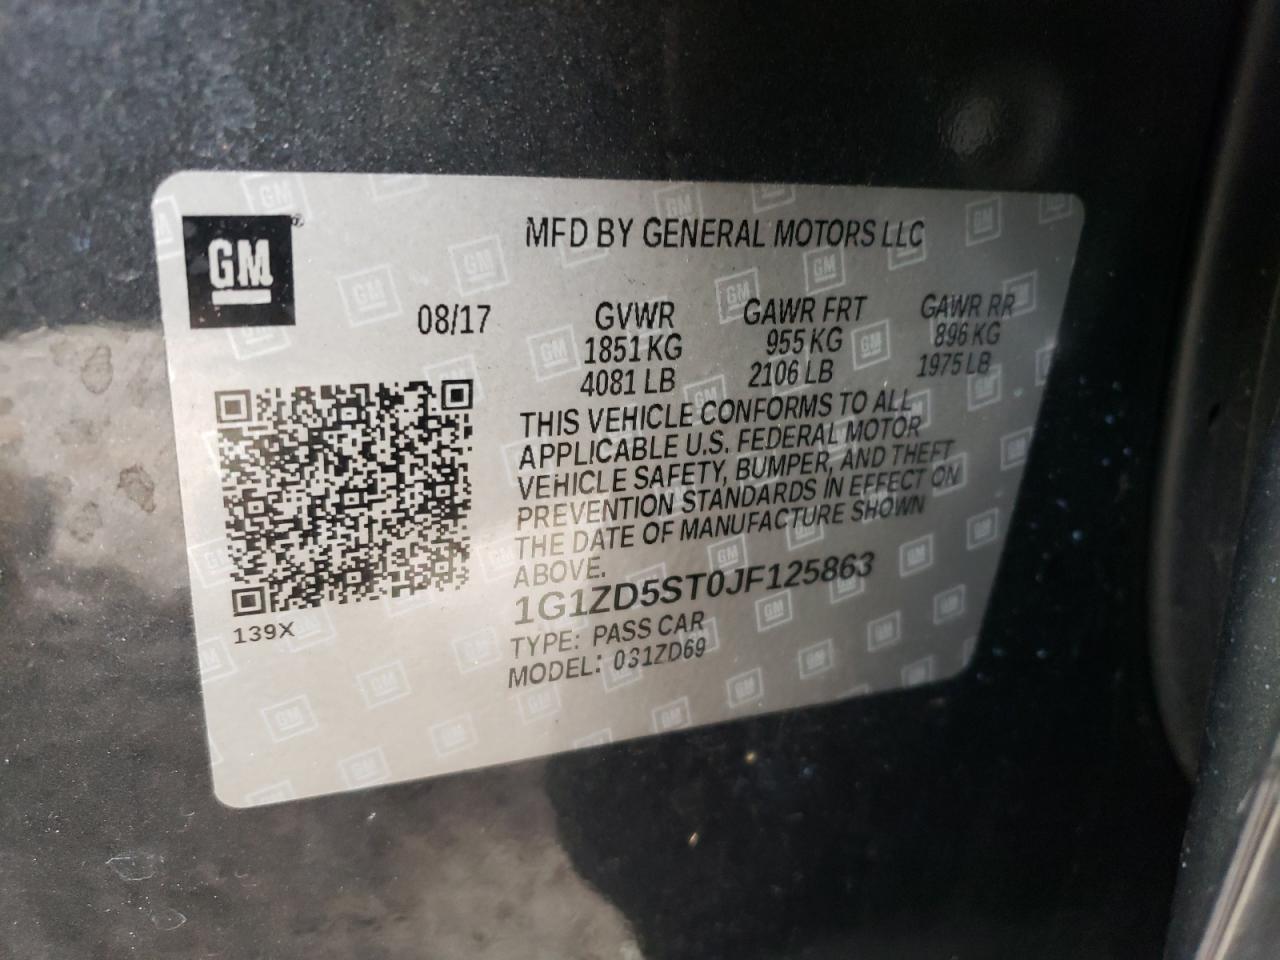 GM
MFD BY GENERAL MOTORS LLC
08/17 GVWR GAWR FRT GAWR RR
1851 KG 955 KG 896 KG
4081 LB 2106 LB 1975 LB
THIS VEHICLE CONFORMS TO ALL
APPLICABLE U.S. FEDERAL MOTOR
VEHICLE SAFETY, BUMPER, AND THEFT
PREVENTION STANDARDS IN EFFECT ON
THE DATE OF MANUFACTURE SHOWN
ABOVE.
1G1ZD5ST0JF125863
139X
TYPE: PASS CAR
MODEL: 031ZD69